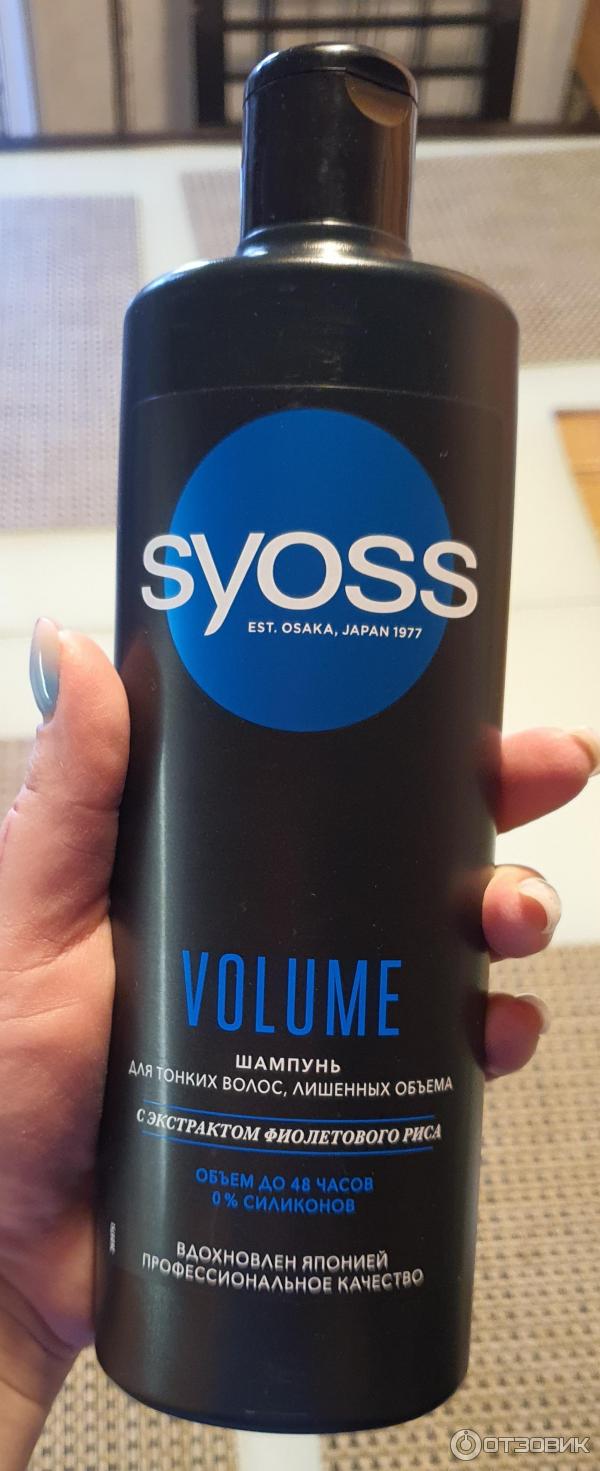 syoss
EST. OSAKA, JAPAN 1977
VOLUME
ШАМПУНЬ
ДЛЯ ТОНКИХ ВОЛОС, ЛИШЕННЫХ ОБЪЕМА
С ЭКСТРАКТОМ ФИОЛЕТОВОГО РИСА
ОБЪЕМ ДО 48 ЧАСОВ
0% СИЛИКОНОВ
ВДОХНОВЛЕН ЯПОНИЕЙ
ПРОФЕССИОНАЛЬНОЕ КАЧЕСТВО
ОТЗОВИК